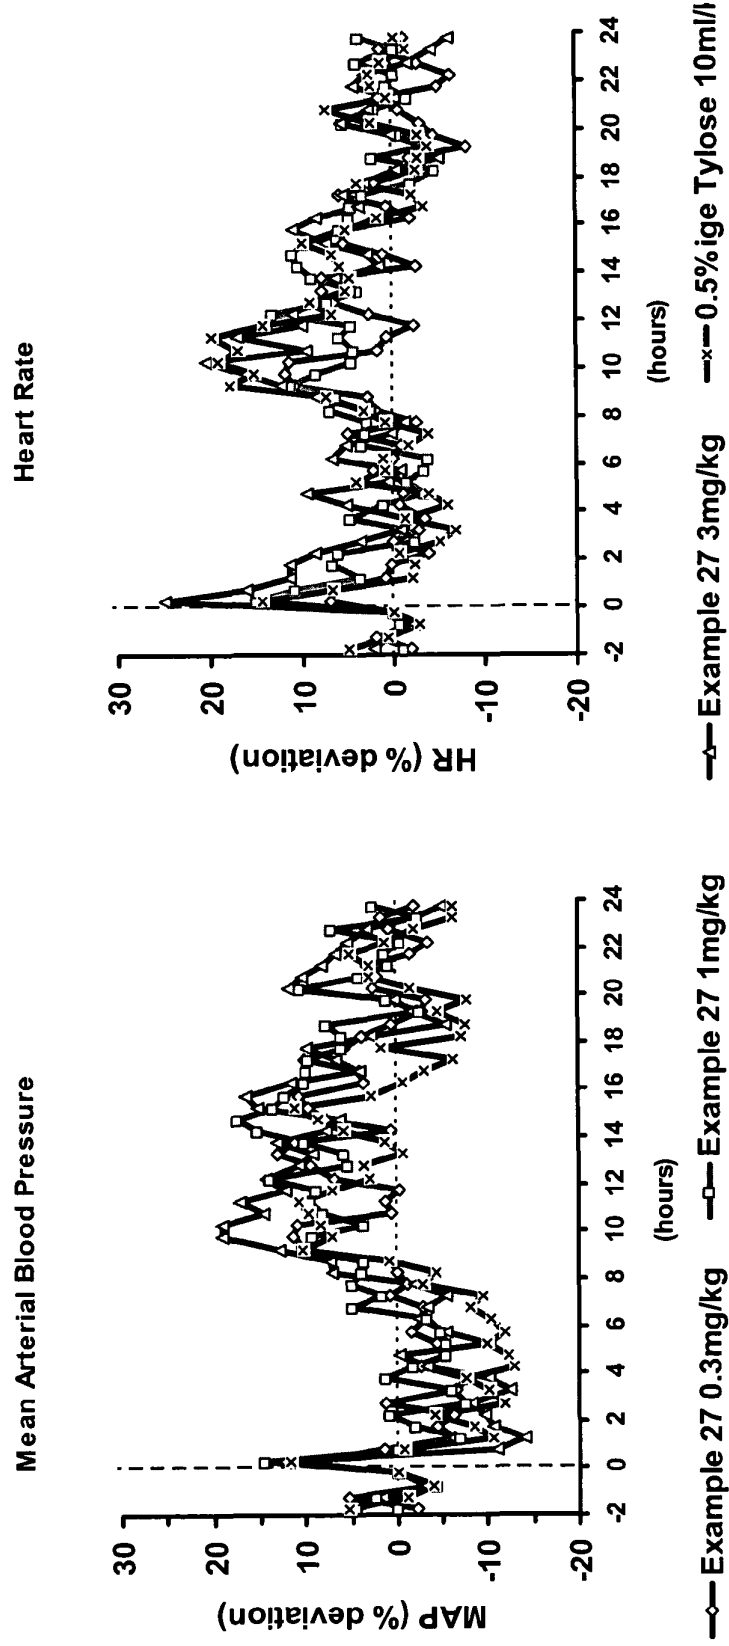 Mean Arterial Blood Pressure
MAP (% deviation)
30
20
10
0
-10
-20
-2 0 2 4 6 8 10 12 14 16 18 20 22 24
(hours)
Heart Rate
HR (% deviation)
30
20
10
0
-10
-20
-2 0 2 4 6 8 10 12 14 16 18 20 22 24
(hours)
Example 27 0.3mg/kg Example 27 1mg/kg Example 27 3mg/kg 0.5%ige Tylose 10ml/